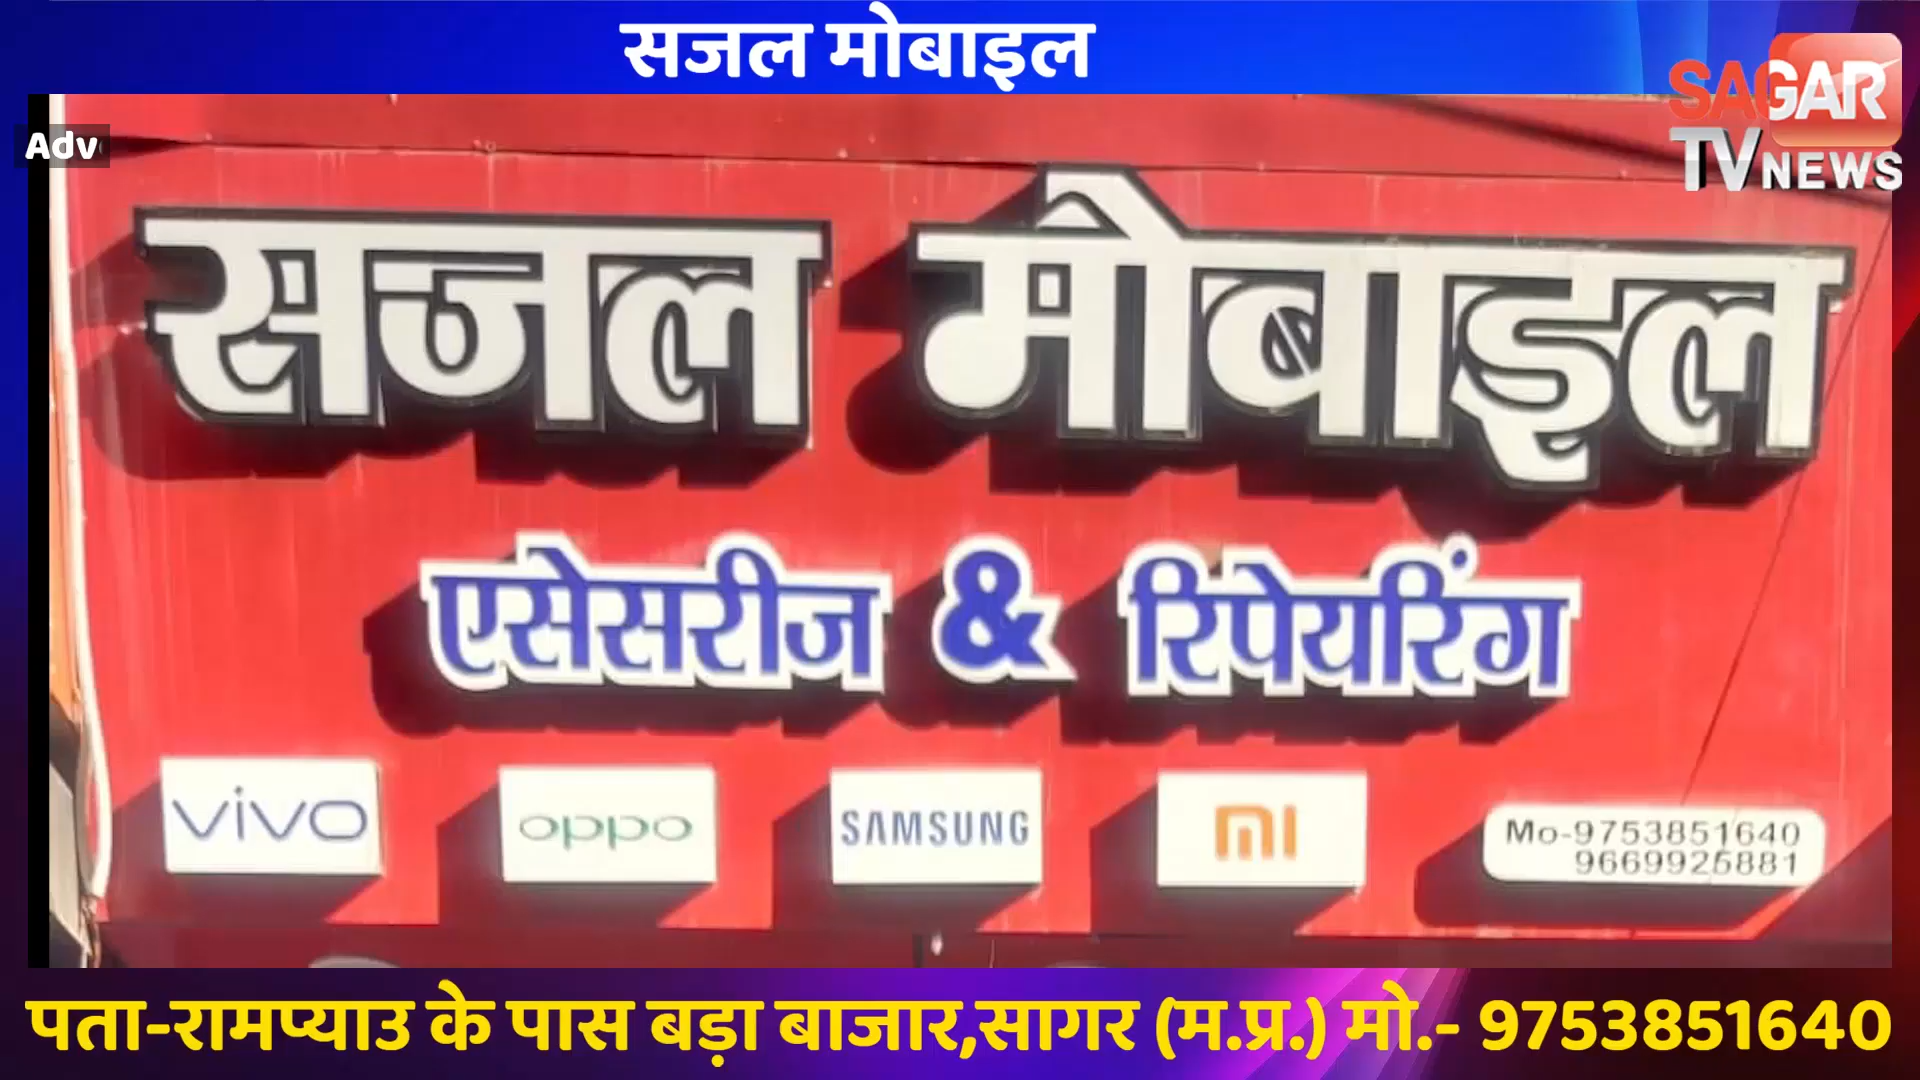 सजल मोबाइल
SAGAR
TV NEWS
Adv
सजल मोबाइल
एसेसरीज & रिपेयरिंग
vivo
oppo
SAMSUNG
mi
Mo-9753851640
9669925881
पता-रामप्याउ के पास बड़ा बाजार,सागर (म.प्र.) मो.- 9753851640